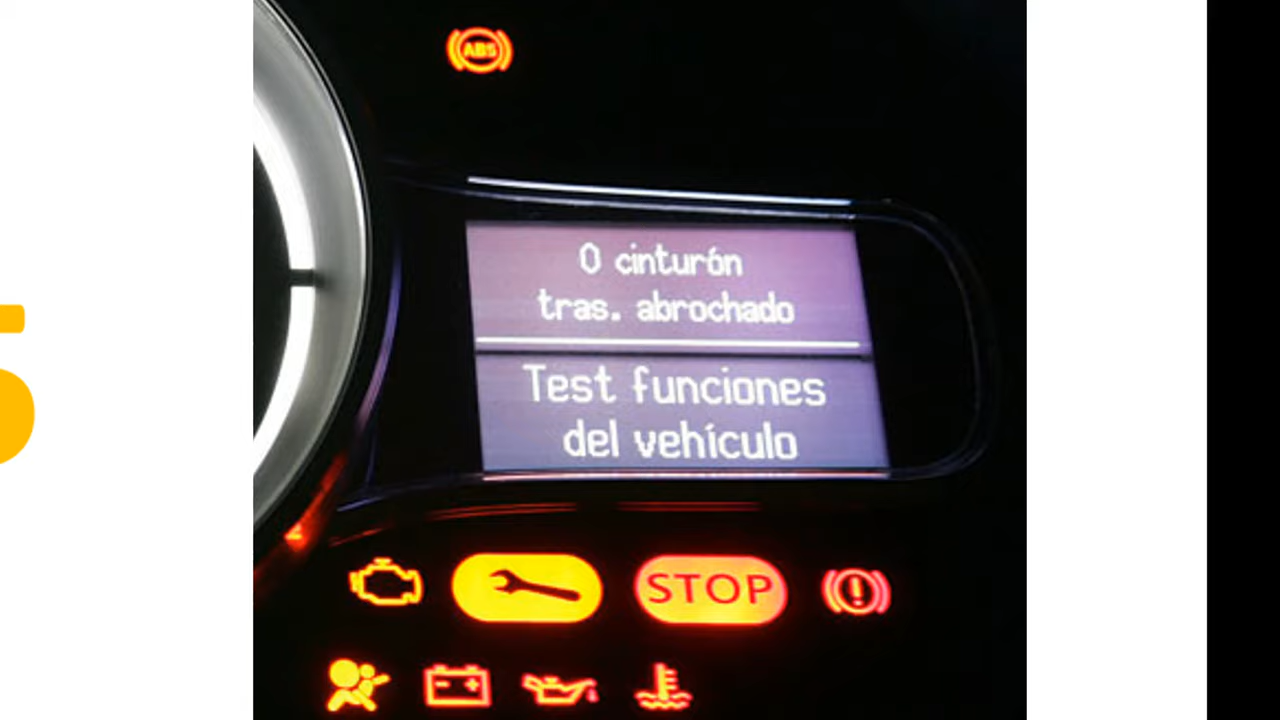 ABS
0 cinturón
tras. abrochado
Test funciones
del vehículo
STOP